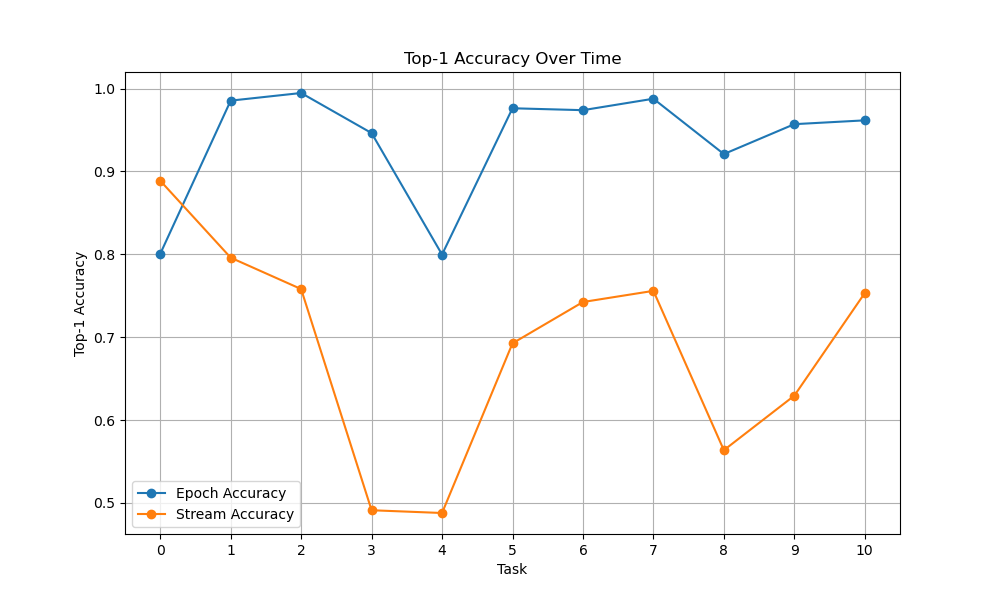 Top-1 Accuracy Over Time
Top-1 Accuracy
1.0
0.9
0.8
0.7
0.6
0.5
Epoch Accuracy
Stream Accuracy
0 1 2 3 4 5 6 7 8 9 10
Task